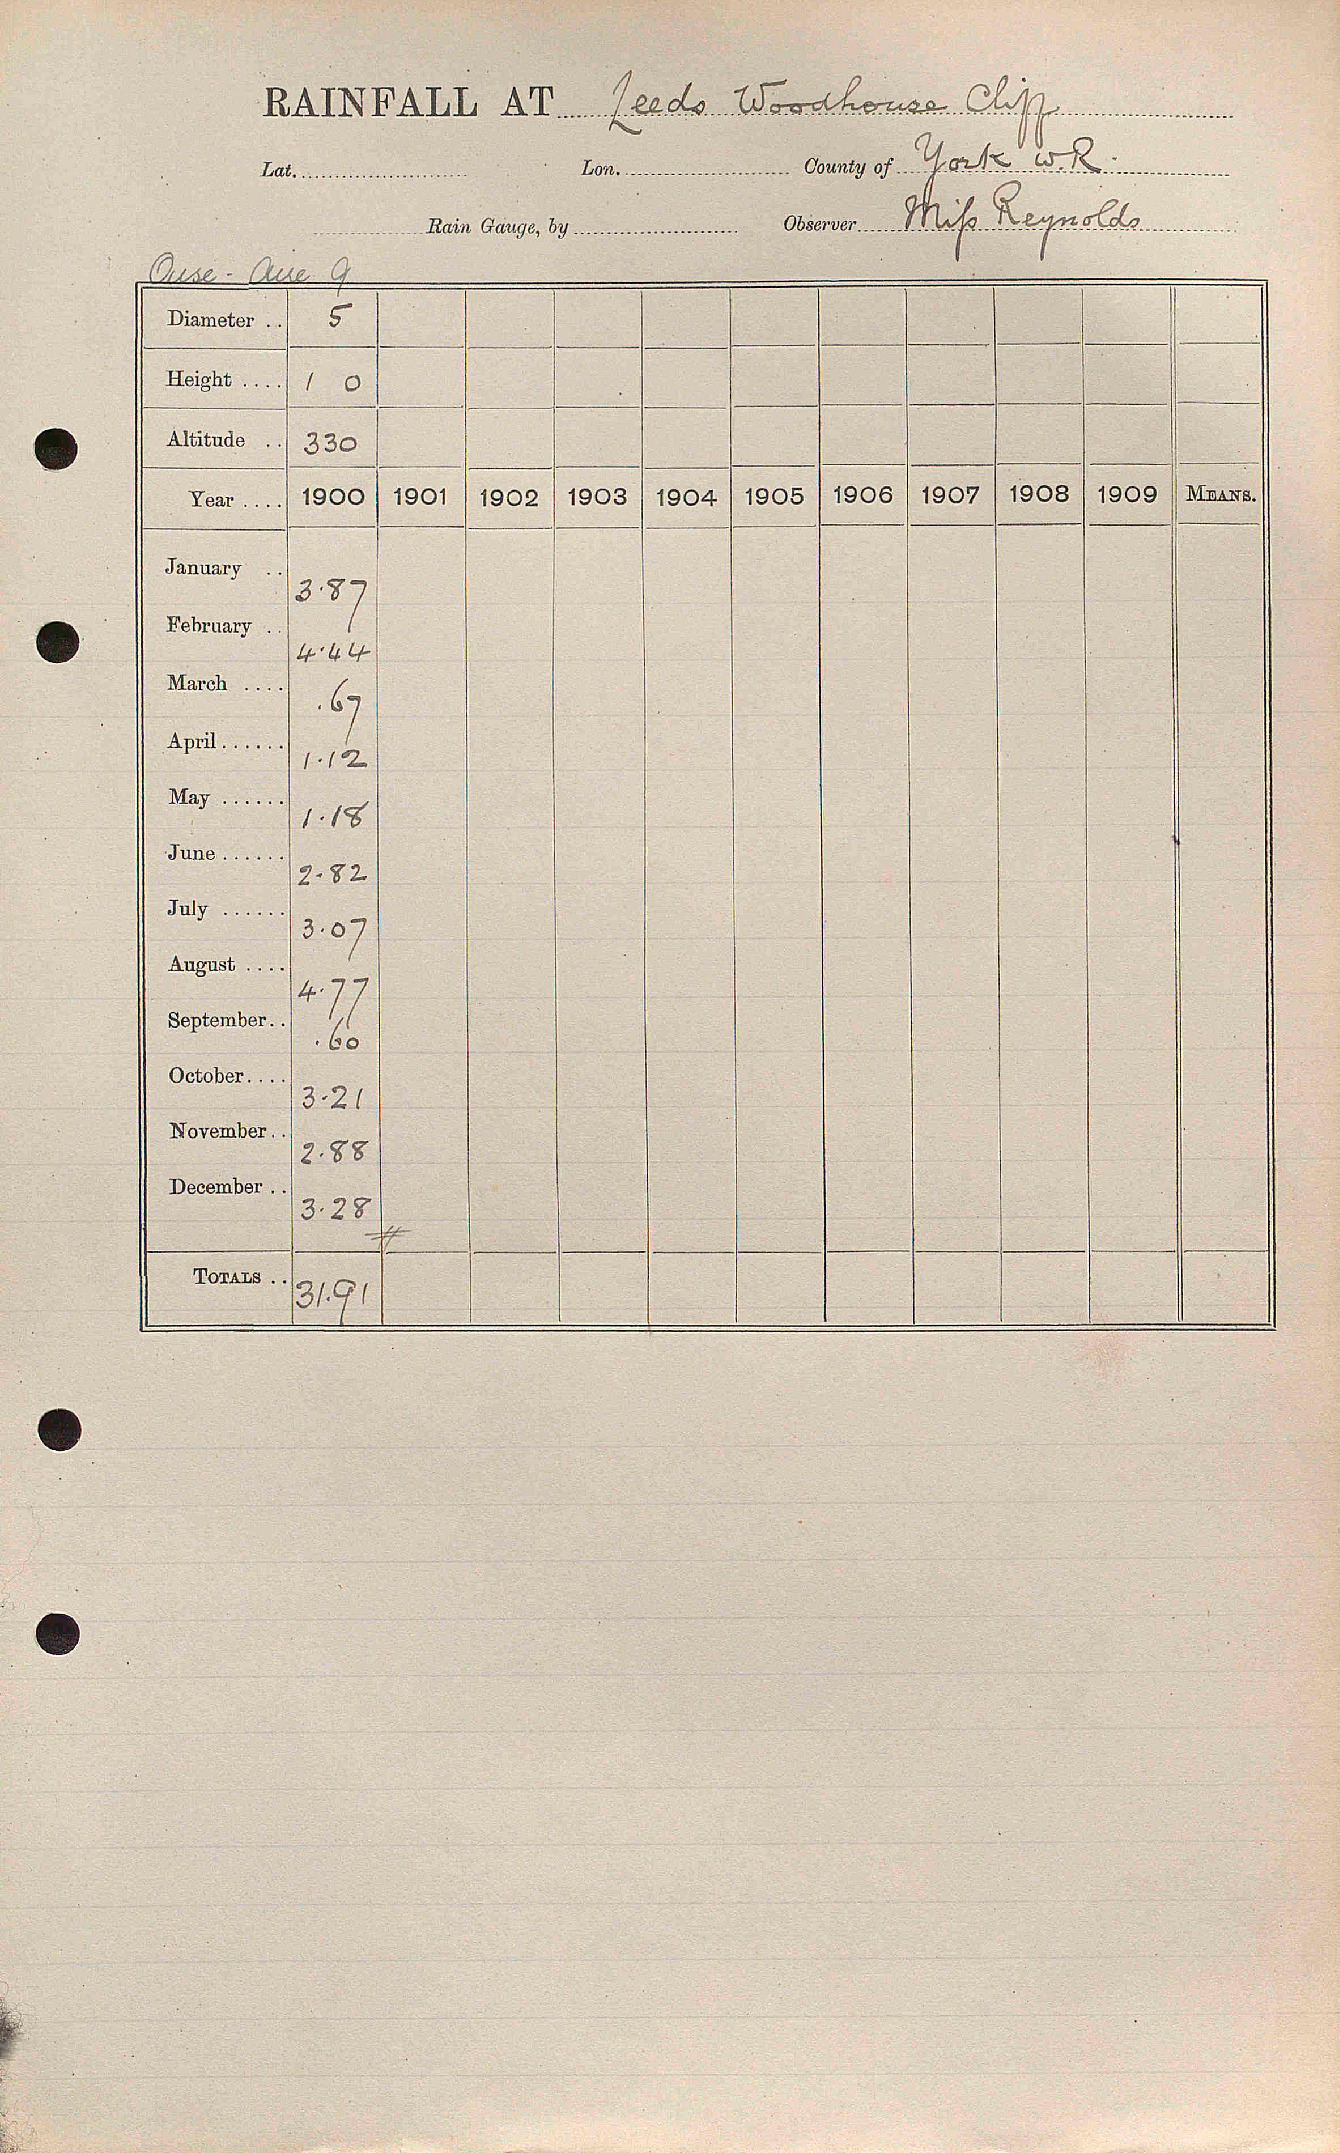 RAINFALL AT Leeds Woodhouse Cliff
Lat. Lon. County of York W.R.
Rain Gauge, by Observer Miss Reynolds
Ouse - Aire 9
Diameter .. 5
Height .... 1 0
Altitude .. 330
Year .... 1900 1901 1902 1903 1904 1905 1906 1907 1908 1909 MEANS.
January .. 3.87
February .. 4.44
March .... .67
April...... 1.12
May ...... 1.18
June...... 2.82
July ...... 3.07
August .... 4.77
September.. .60
October.... 3.21
November.. 2.88
December .. 3.28
TOTALS .. 31.91